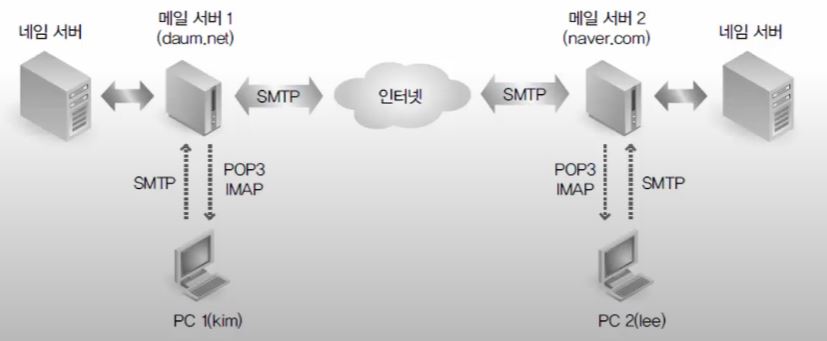 네임 서버
메일 서버 1
(daum.net)
메일 서버 2
(naver.com)
네임 서버
SMTP
인터넷
SMTP
SMTP
POP3
IMAP
POP3
IMAP
SMTP
PC 1(kim)
PC 2(lee)